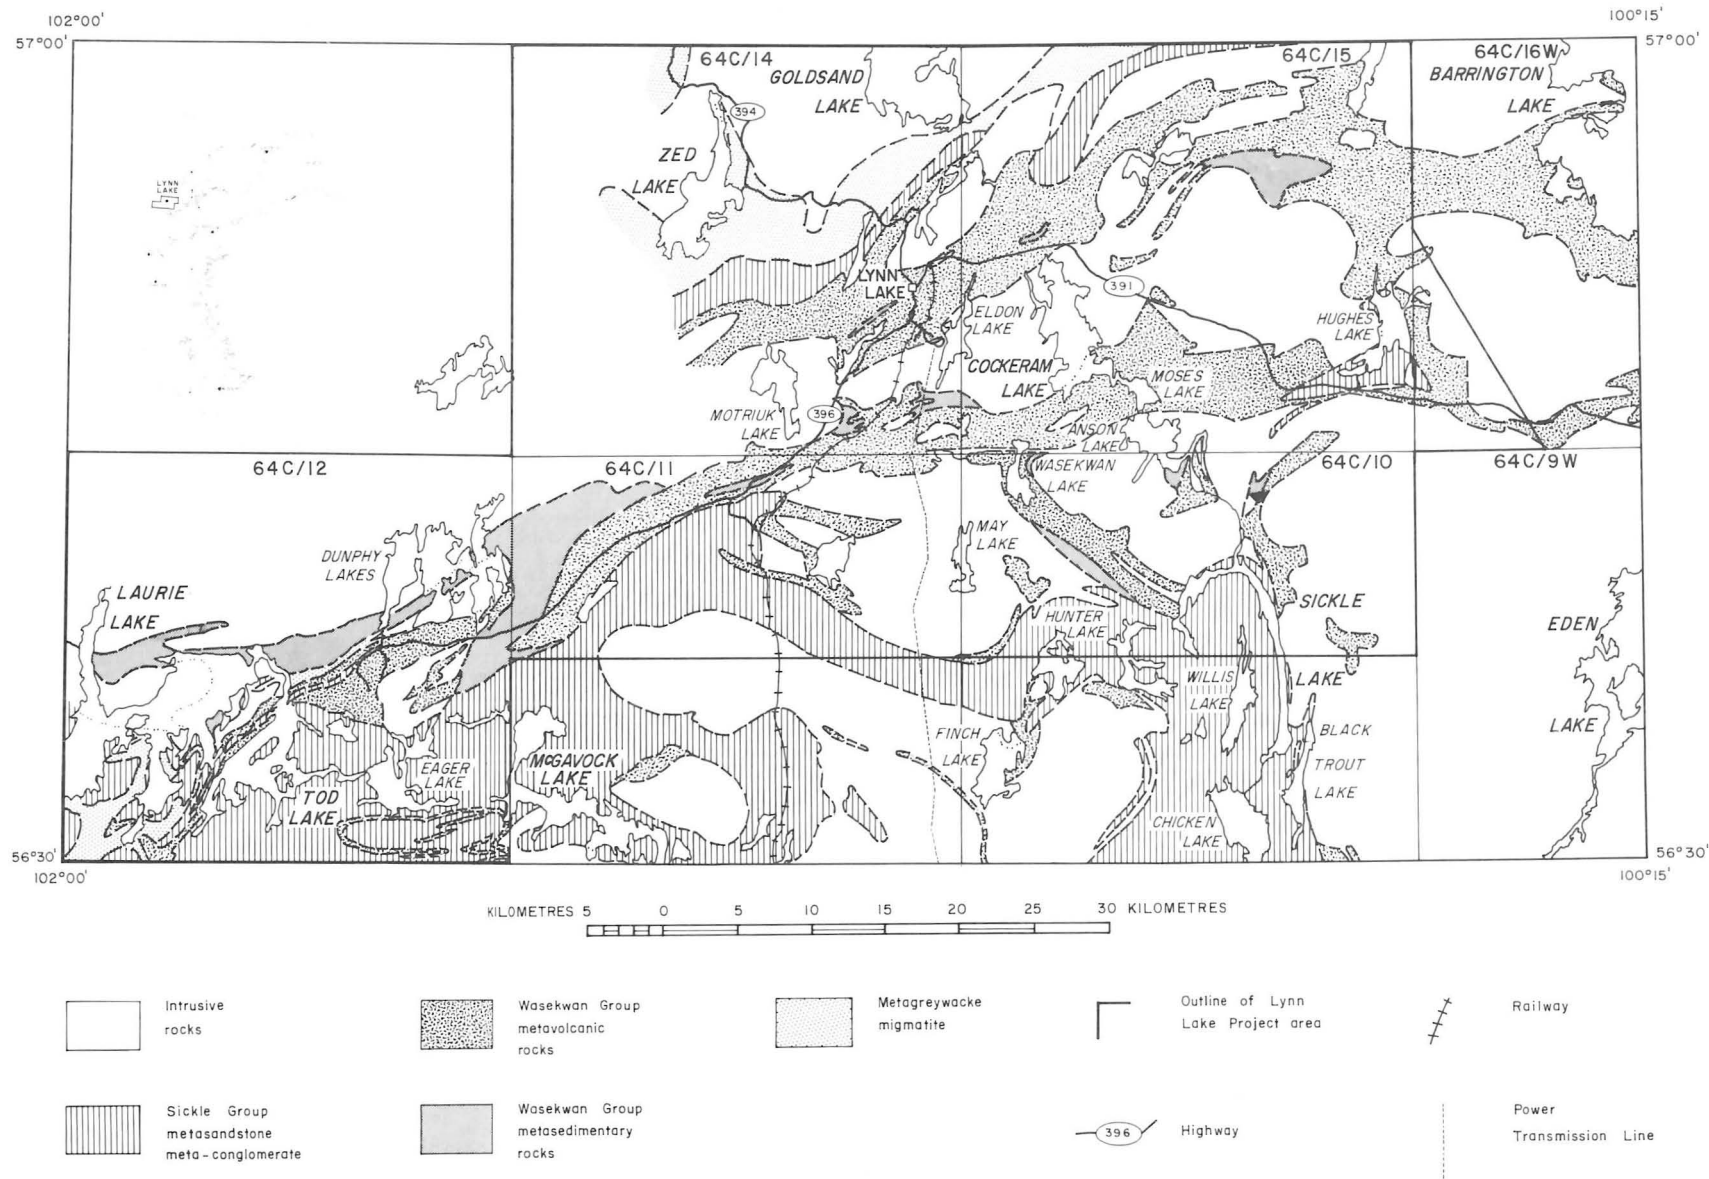 102°00'
100°15'
57°00'
57°00'
64C/14
64C/15
64C/16W
GOLDSAND
LAKE
BARRINGTON
LAKE
394
ZED
LAKE
LYNN
LAKE
LYNN
LAKE
391
ELDON
LAKE
HUGHES
LAKE
COCKERAM
LAKE
MOSES
LAKE
MOTRIUK
LAKE
396
ANSON
LAKE
64C/12
64C/11
WASEKWAN
LAKE
64C/10
64C/9W
DUNPHY
LAKES
MAY
LAKE
LAURIE
LAKE
SICKLE
LAKE
HUNTER
LAKE
EDEN
LAKE
WILLIS
LAKE
FINCH
LAKE
BLACK
TROUT
LAKE
EAGER
LAKE
McGAVOCK
LAKE
TOD
LAKE
CHICKEN
LAKE
56°30'
56°30'
102°00'
100°15'
KILOMETRES 5 0 5 10 15 20 25 30 KILOMETRES
Intrusive
rocks
Wasekwan Group
metavolcanic
rocks
Metagreywacke
migmatite
Outline of Lynn
Lake Project area
Railway
Sickle Group
metasandstone
meta-conglomerate
Wasekwan Group
metasedimentary
rocks
396
Highway
Power
Transmission Line